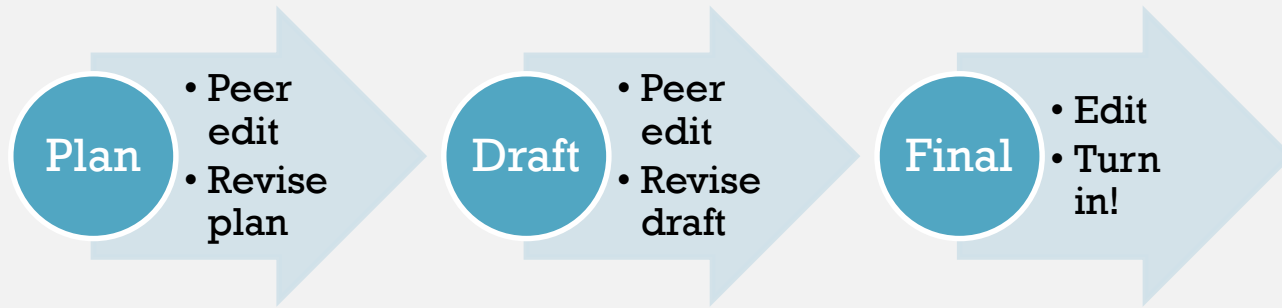 Plan
• Peer
edit
• Revise
plan
Draft
• Peer
edit
• Revise
draft
Final
• Edit
• Turn
in!